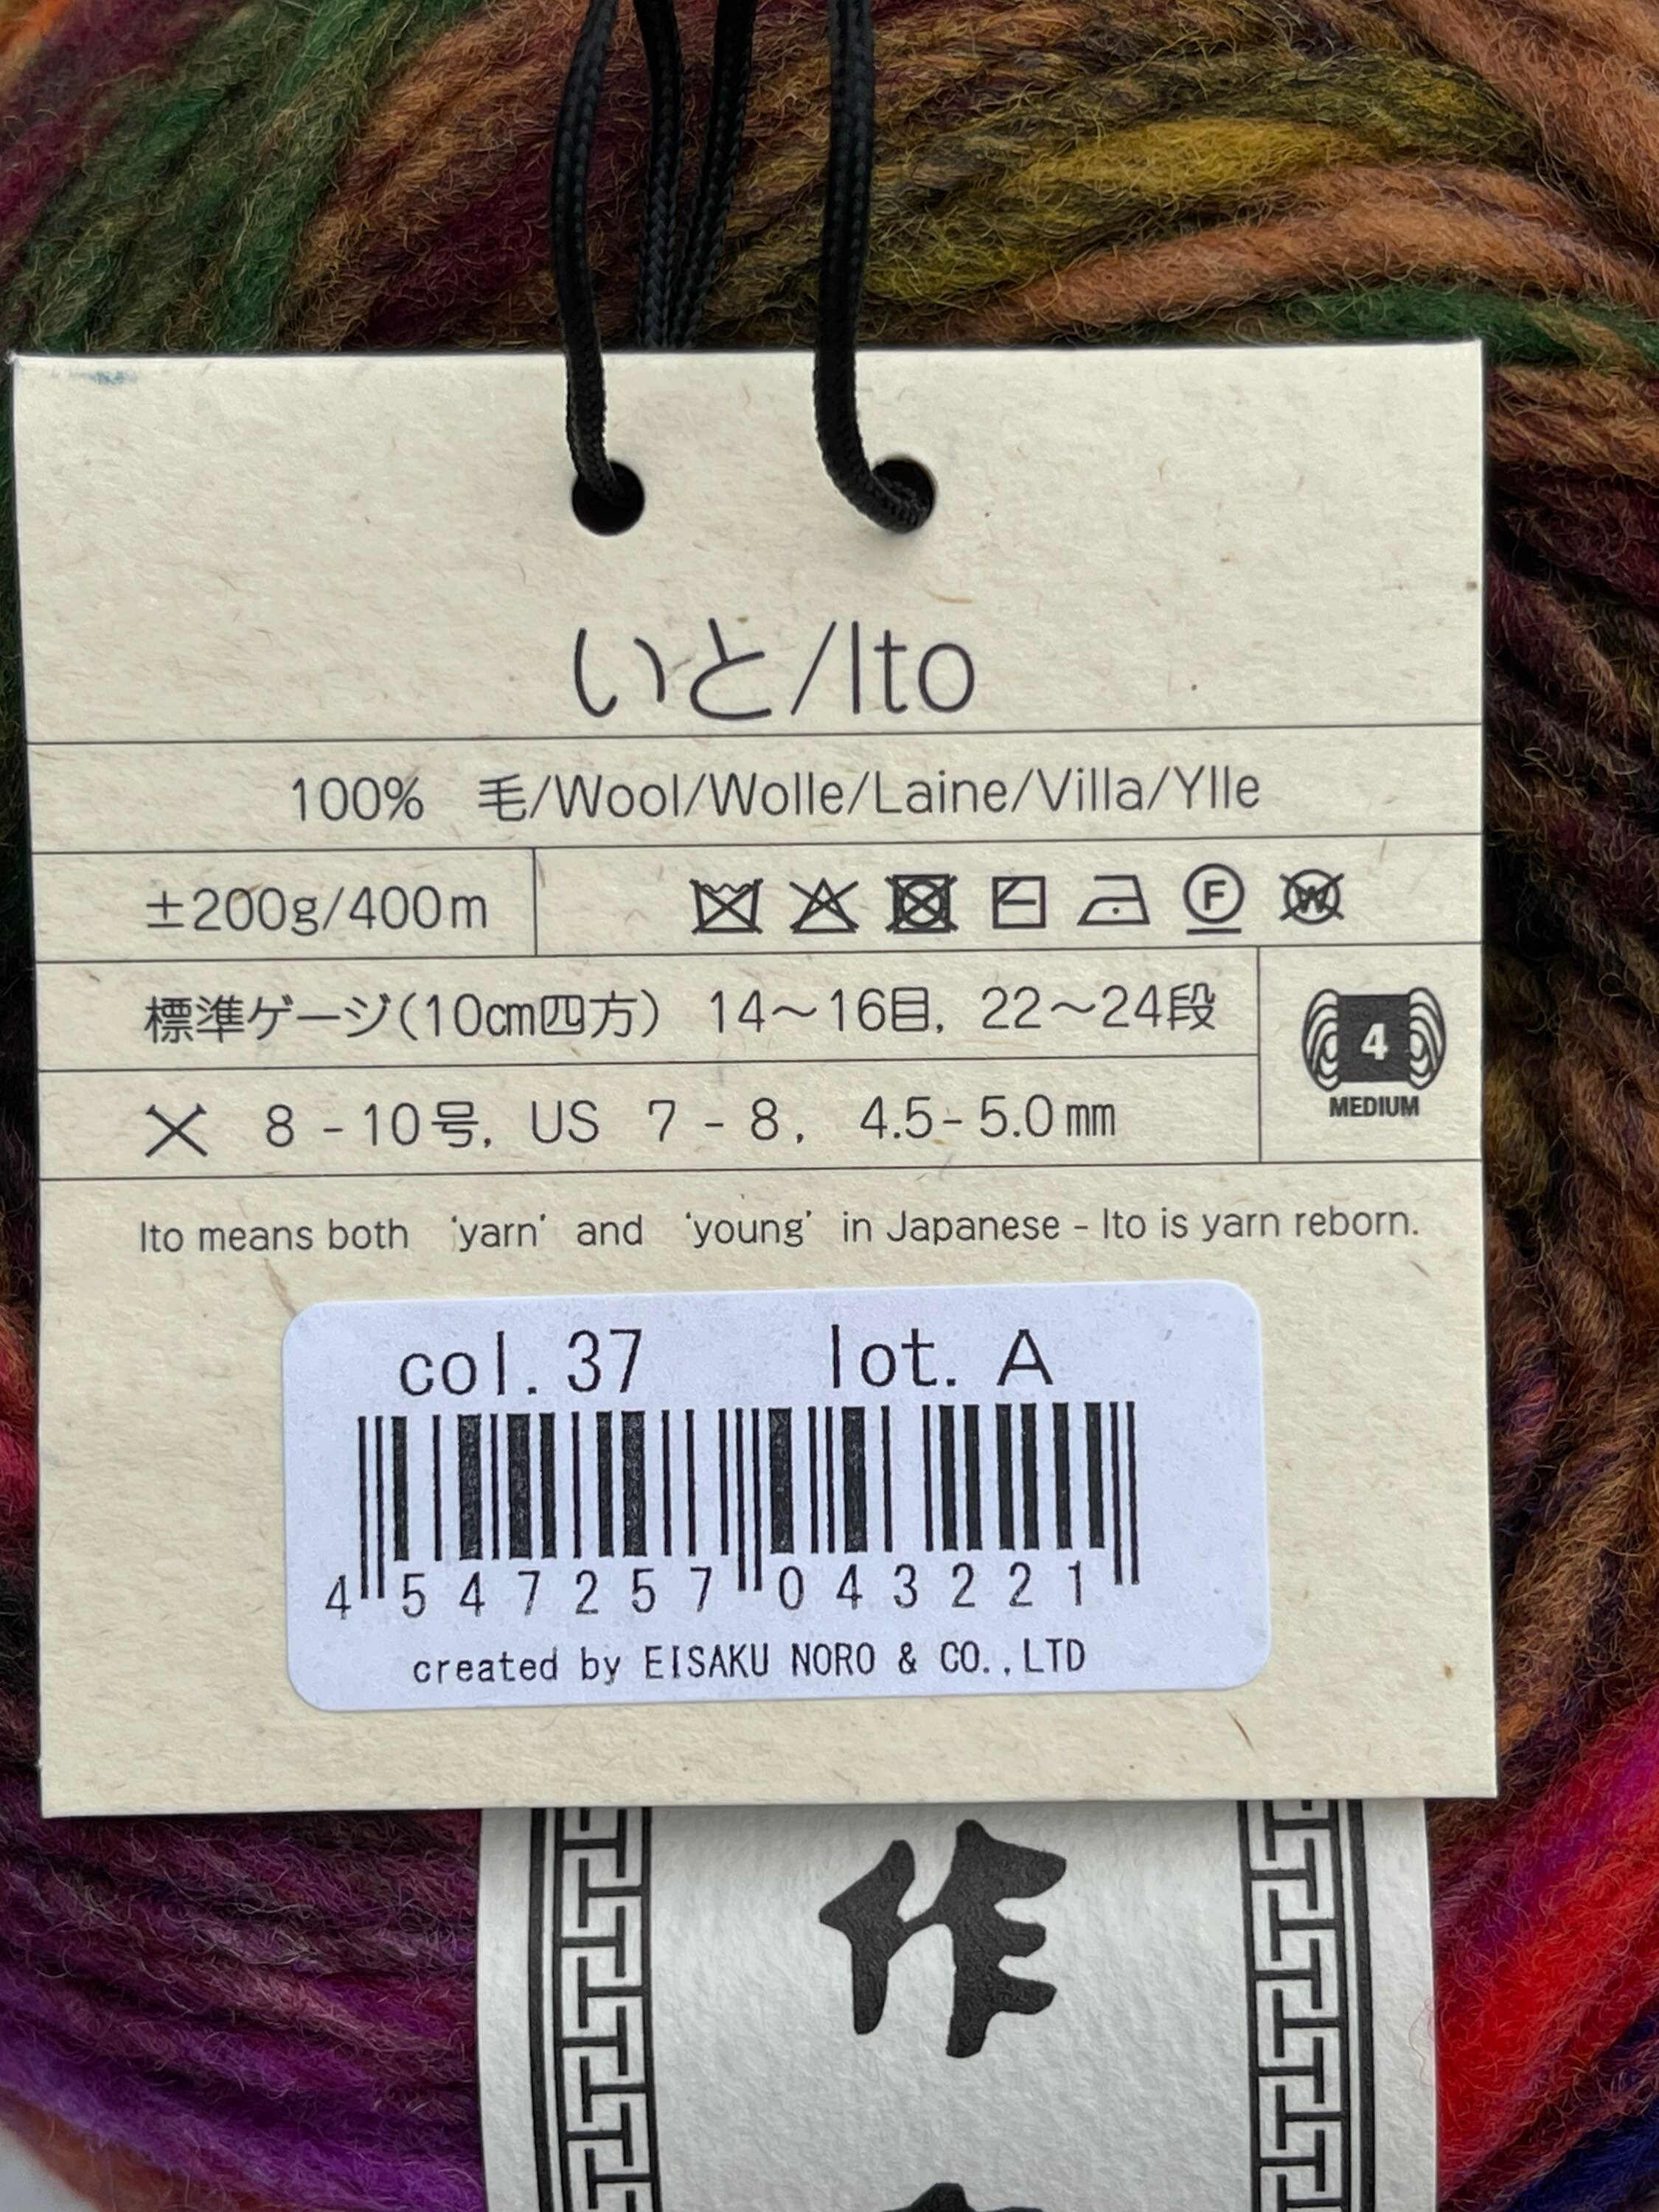 いと/Ito
100% 毛/Wool/Wolle/Laine/Villa/Ylle
±200g/400m
F
W
標準ゲージ(10cm四方) 14〜16目, 22〜24段
4
MEDIUM
8 - 10号, US 7 - 8, 4.5- 5.0㎜
Ito means both ‘yarn’ and ‘young’ in Japanese - Ito is yarn reborn.
col. 37 lot. A
4 547257 043221
created by EISAKU NORO & CO.,LTD
作